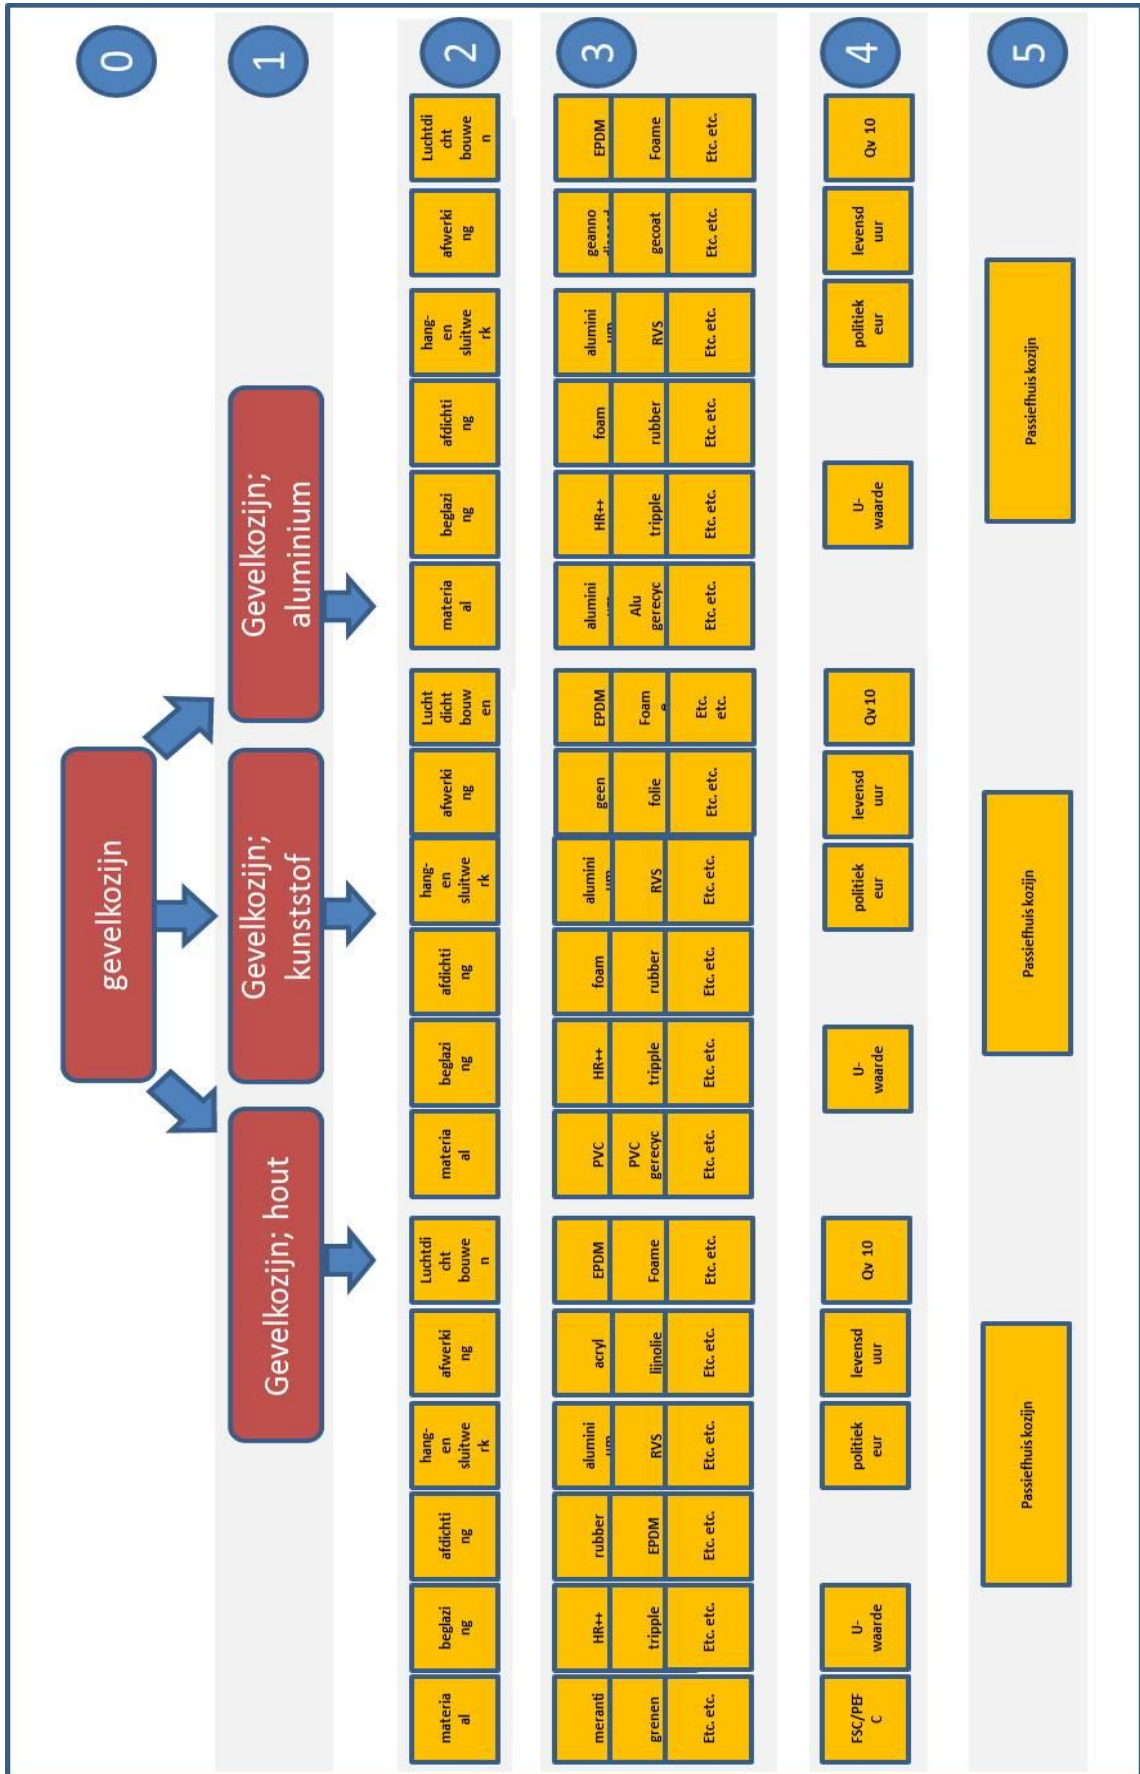 0
gevelkozijn
1
Gevelkozijn; hout
Gevelkozijn;
kunststof
Gevelkozijn;
aluminium
2
materia
al
beglazi
ng
afdichti
ng
hang-
en
sluitwe
rk
afwerki
ng
Luchtdi
cht
bouwe
n
materia
al
beglazi
ng
afdichti
ng
hang-
en
sluitwe
rk
afwerki
ng
Lucht
dicht
bouw
en
materia
al
beglazi
ng
afdichti
ng
hang-
en
sluitwe
rk
afwerki
ng
Luchtdi
cht
bouwe
n
3
meranti
grenen
Etc. etc.
HR++
tripple
Etc. etc.
rubber
EPDM
Etc. etc.
alumini
RVS
Etc. etc.
acryl
lijnolie
Etc. etc.
EPDM
Foame
Etc. etc.
PVC
PVC
gerecyc
Etc. etc.
HR++
tripple
Etc. etc.
foam
rubber
Etc. etc.
alumini
RVS
Etc. etc.
geen
folie
Etc. etc.
EPDM
Foam
Etc.
etc.
alumini
Alu
gerecyc
Etc. etc.
HR++
tripple
Etc. etc.
foam
rubber
Etc. etc.
alumini
RVS
Etc. etc.
geanno
gecoat
Etc. etc.
EPDM
Foame
Etc. etc.
4
FSC/PEF
C
U-
waarde
politiek
eur
levensd
uur
Qv 10
U-
waarde
politiek
eur
levensd
uur
Qv 10
U-
waarde
politiek
eur
levensd
uur
Qv 10
5
Passiefhuis kozijn
Passiefhuis kozijn
Passiefhuis kozijn